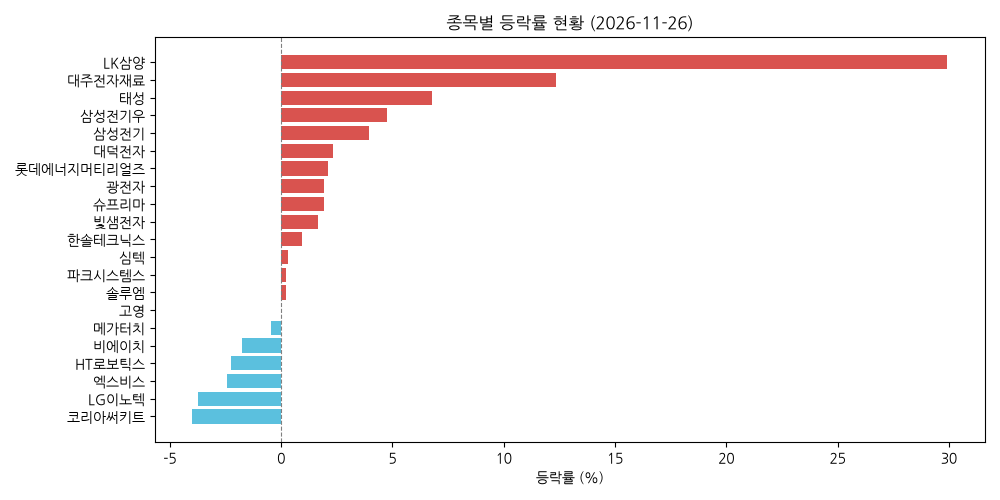 종목별 등락률 현황 (2026-11-26)
LK삼양
대주전자재료
태성
삼성전기우
삼성전기
대덕전자
롯데에너지머티리얼즈
광전자
슈프리마
빛샘전자
한솔테크닉스
심텍
파크시스템스
솔루엠
고영
메가터치
비에이치
HT로보틱스
엑스비스
LG이노텍
코리아써키트
-5 0 5 10 15 20 25 30
등락률 (%)